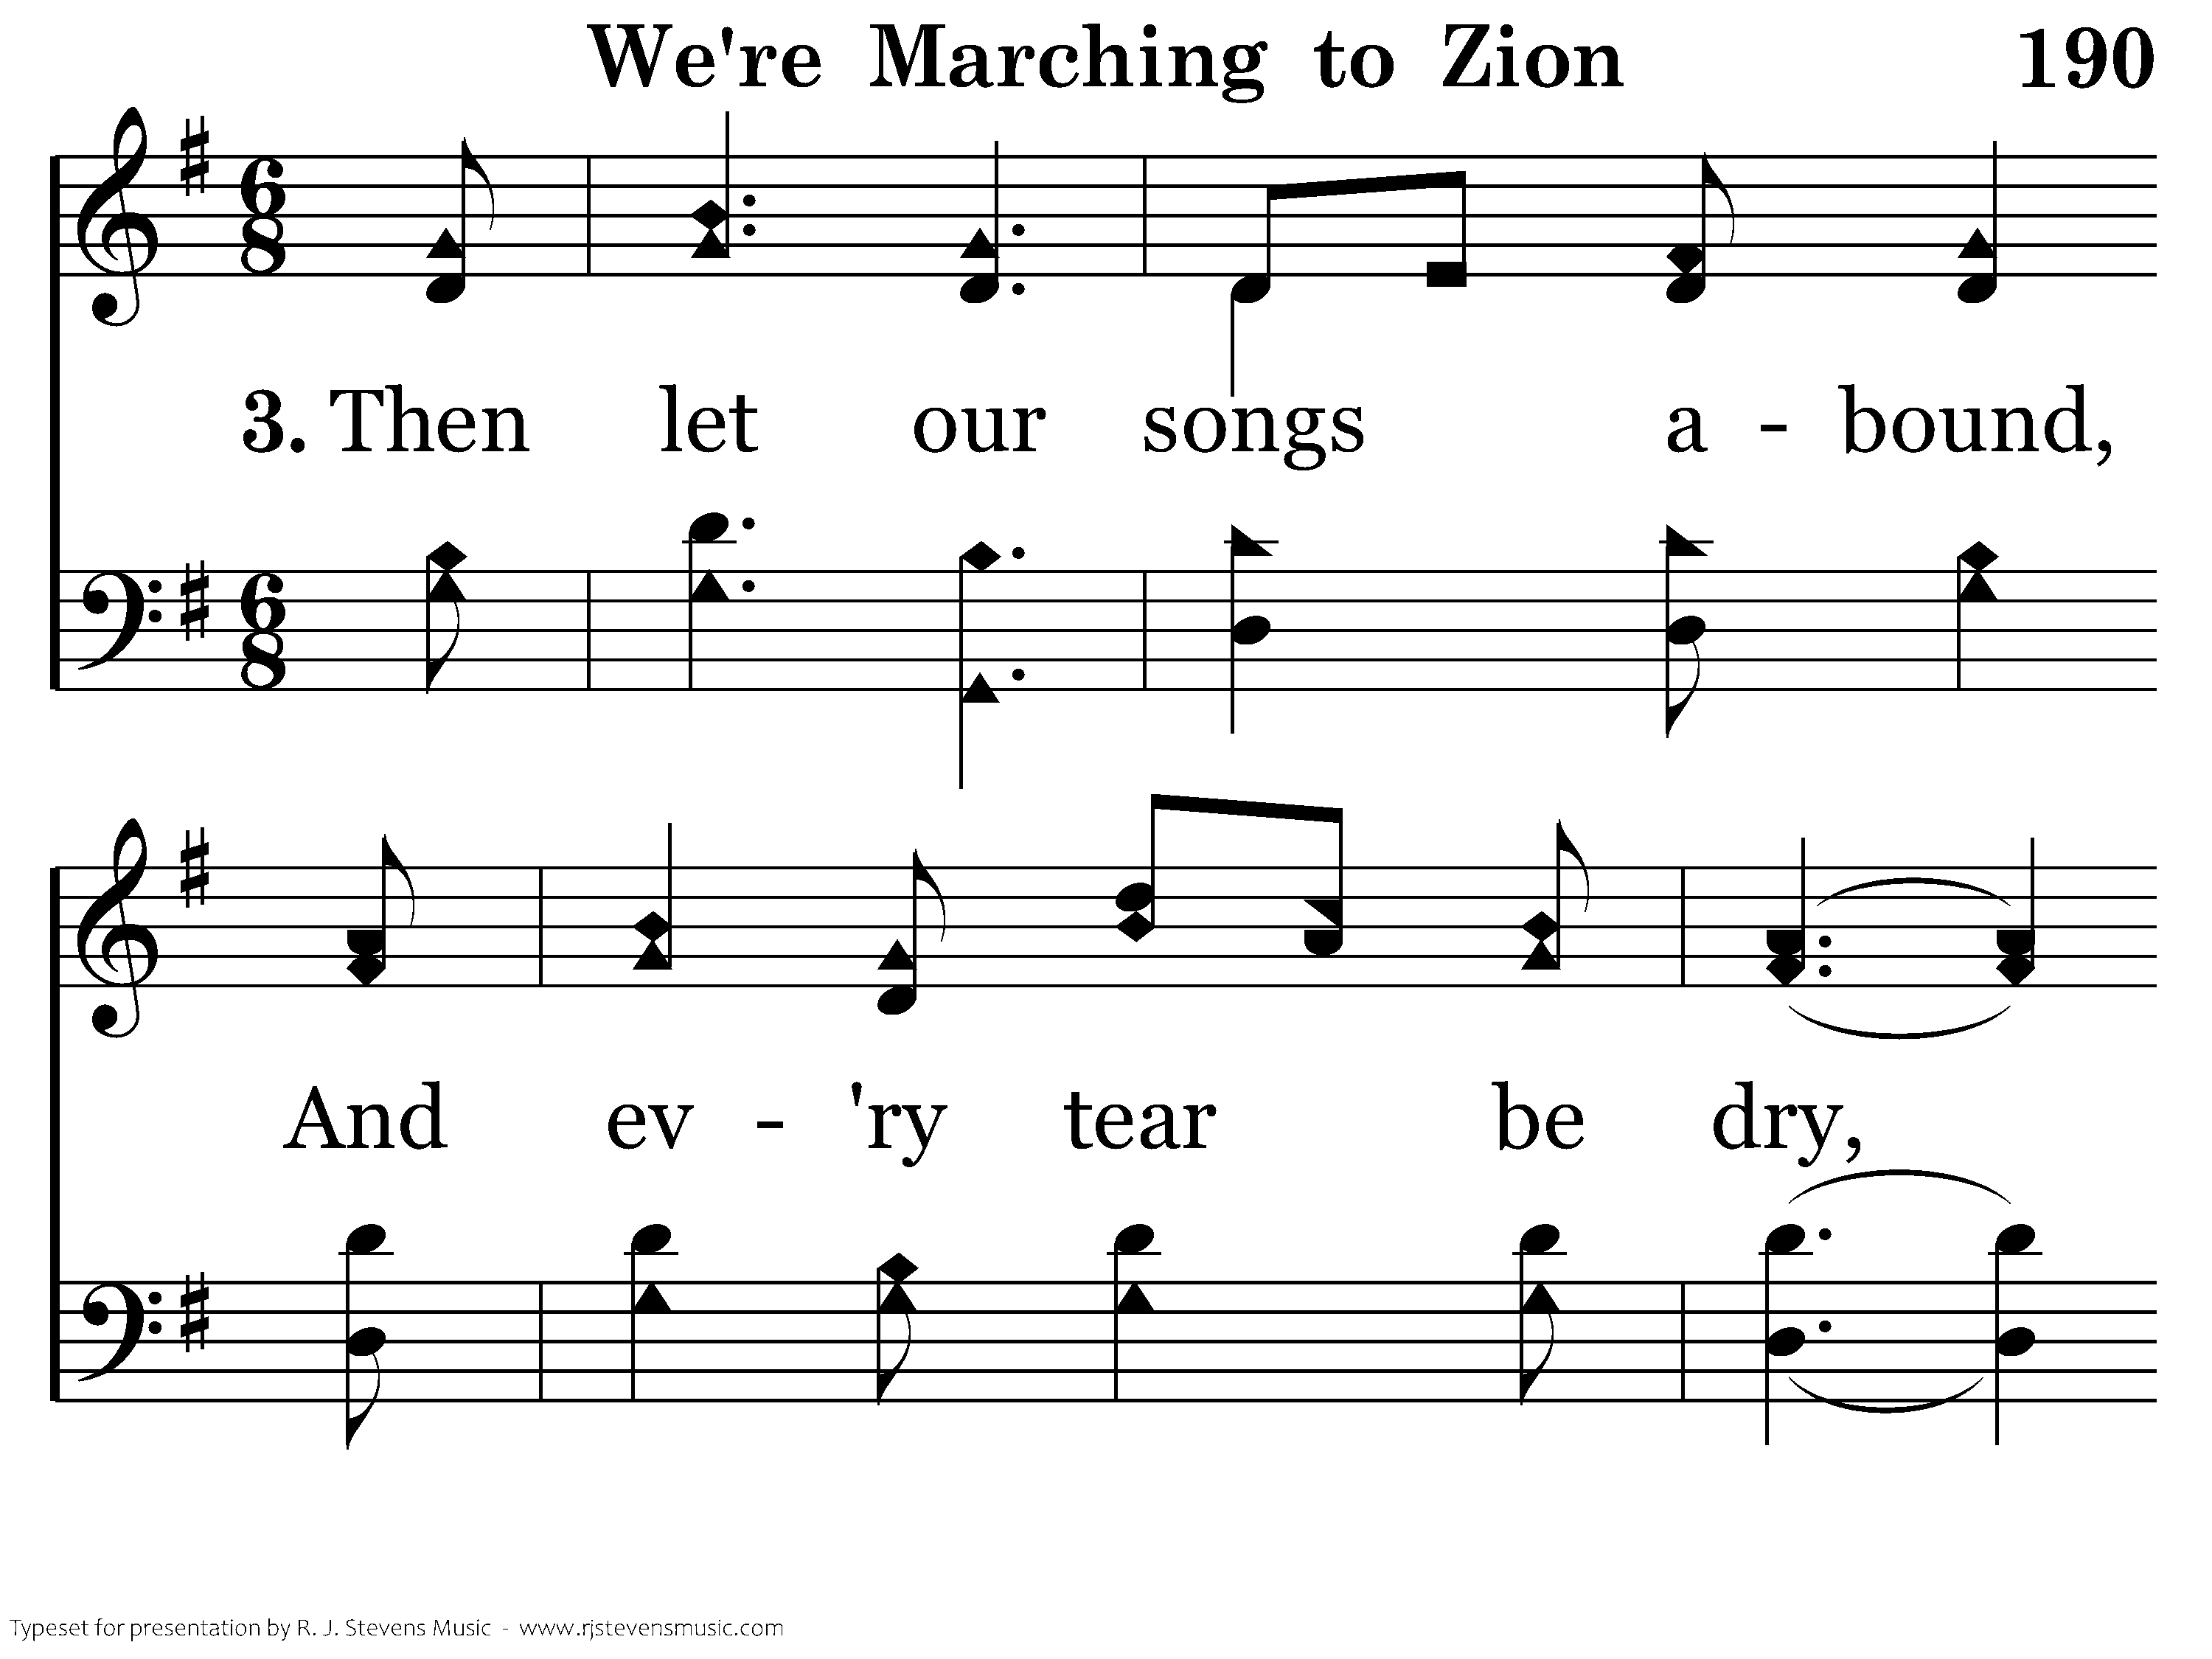 We're Marching to Zion 190
3. Then let our songs a - bound,
And ev - 'ry tear be dry,
Typeset for presentation by R. J. Stevens Music - www.rjstevensmusic.com